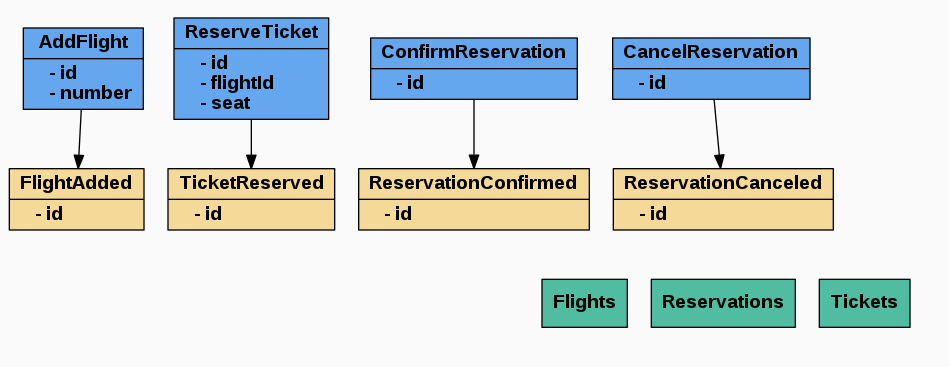 AddFlight
- id
- number
ReserveTicket
- id
- flightId
- seat
ConfirmReservation
- id
CancelReservation
- id
FlightAdded
- id
TicketReserved
- id
ReservationConfirmed
- id
ReservationCanceled
- id
Flights
Reservations
Tickets